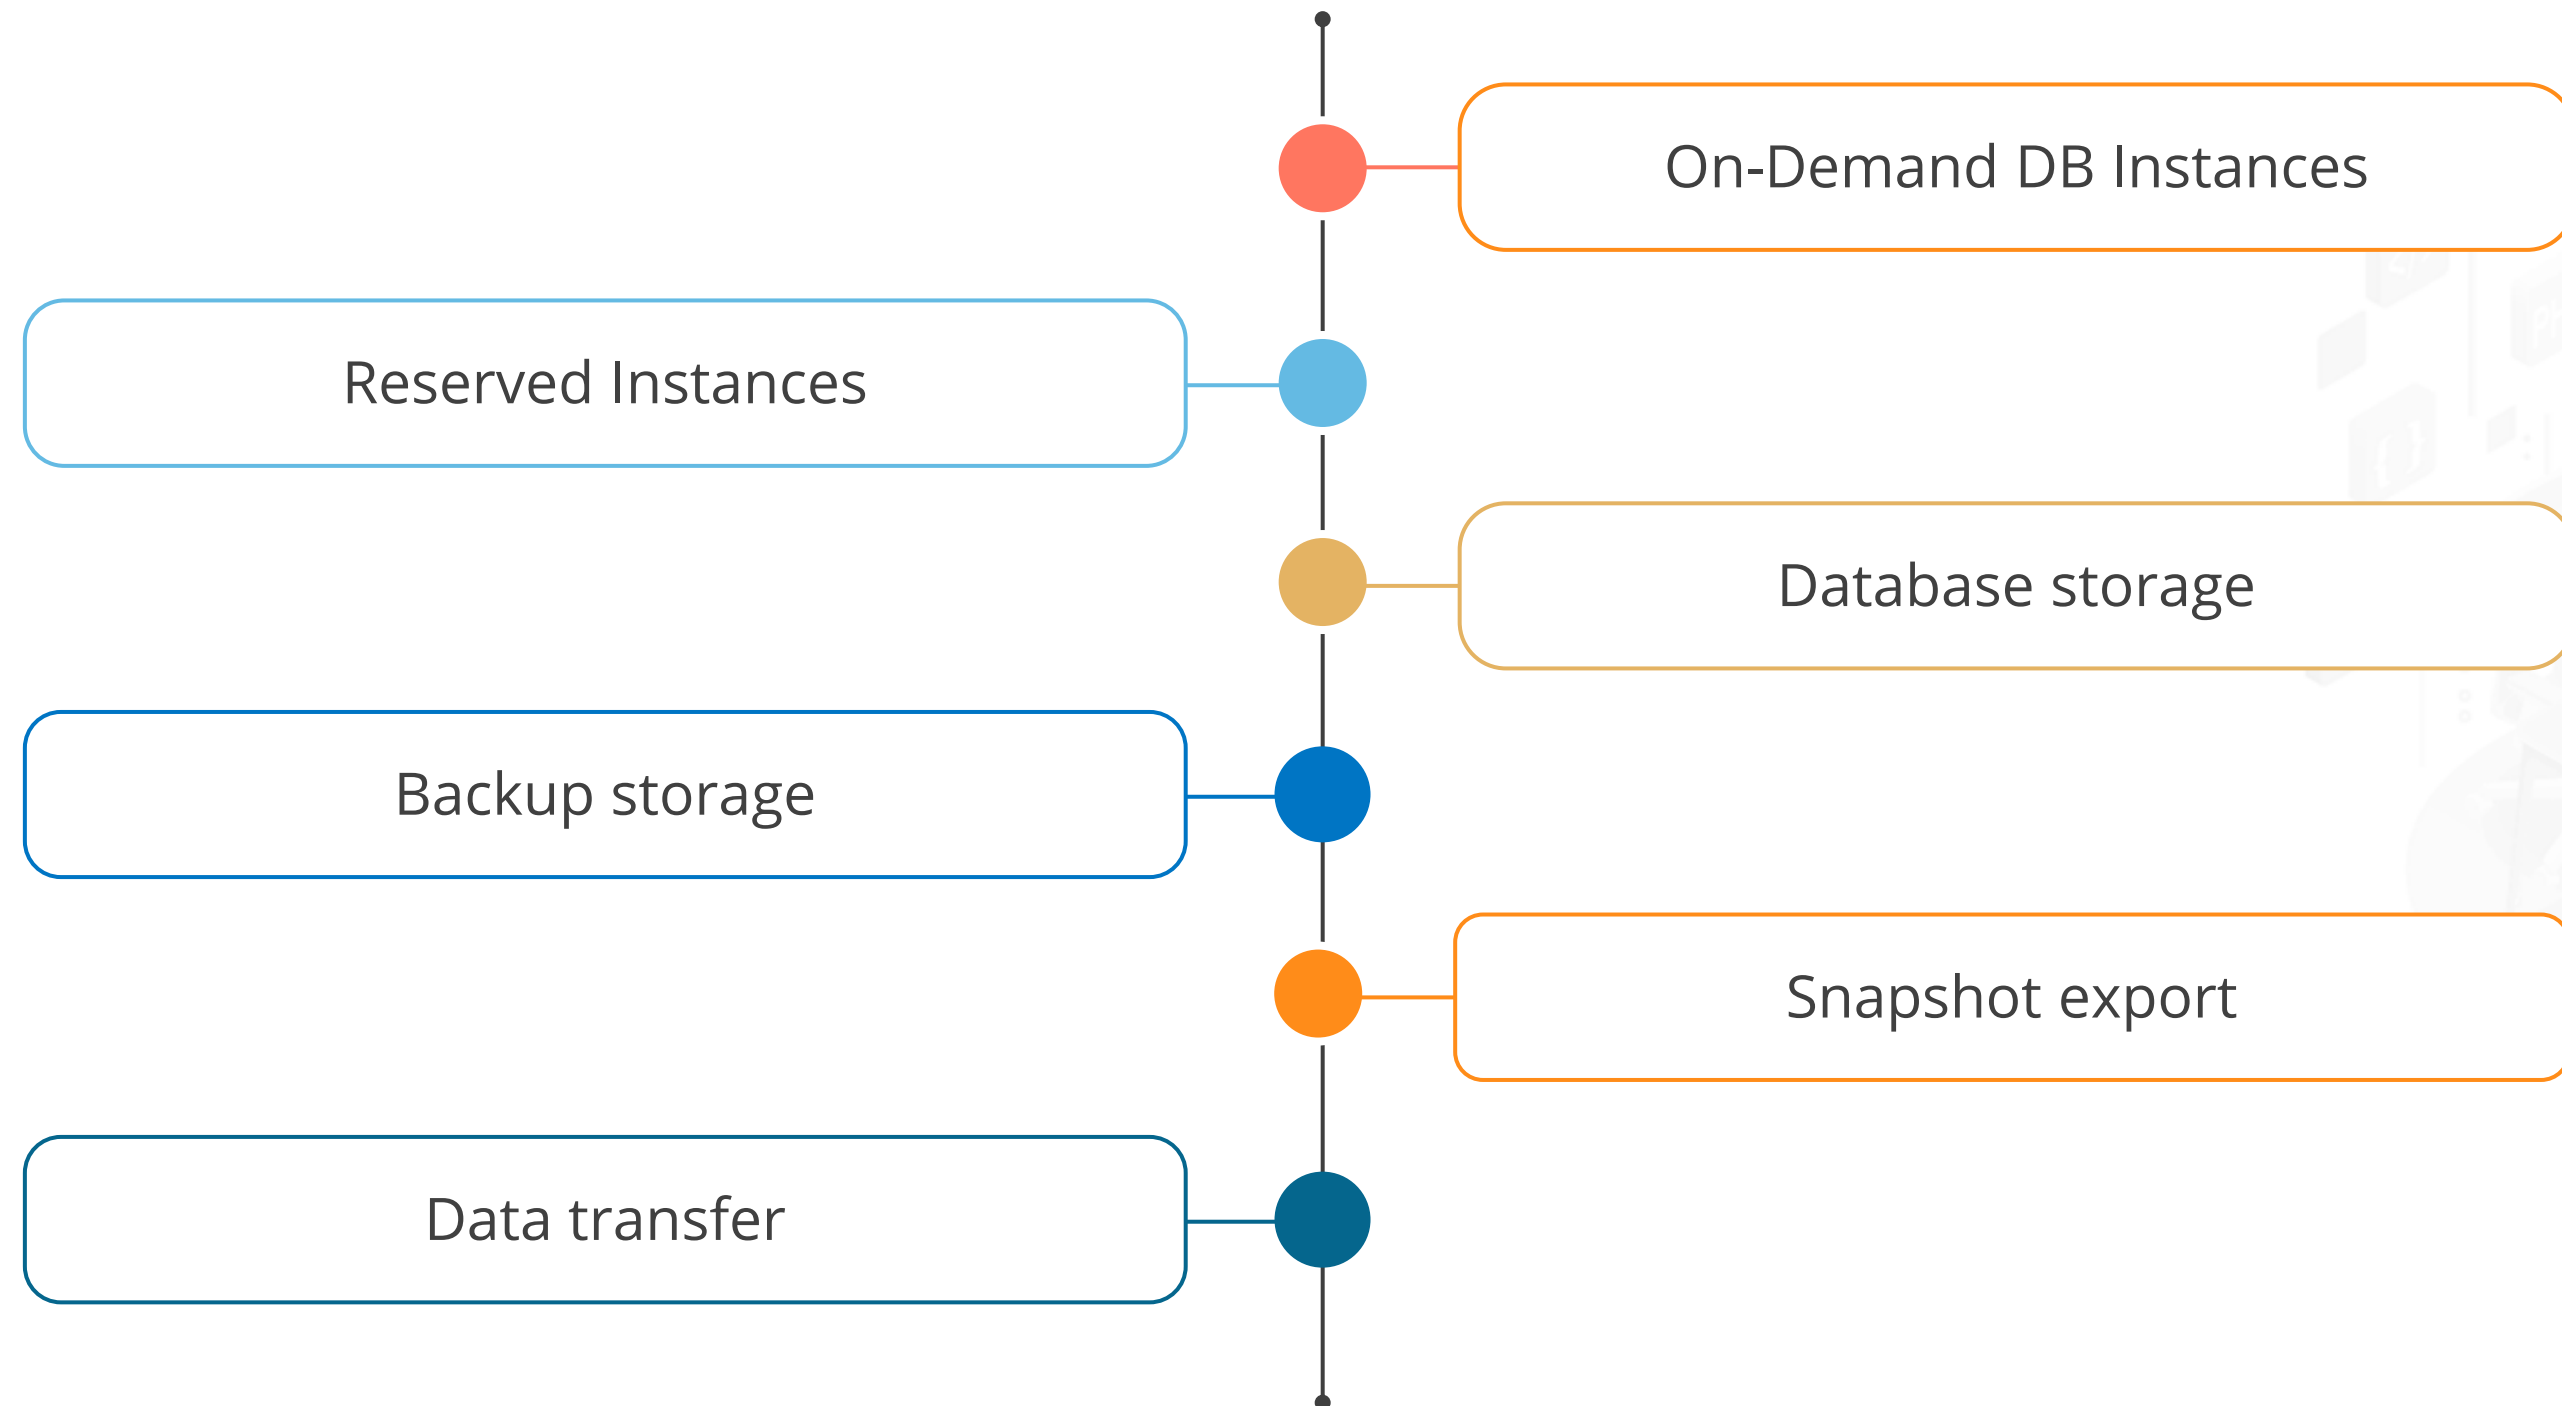 On-Demand DB Instances
Reserved Instances
Database storage
Backup storage
Snapshot export
Data transfer